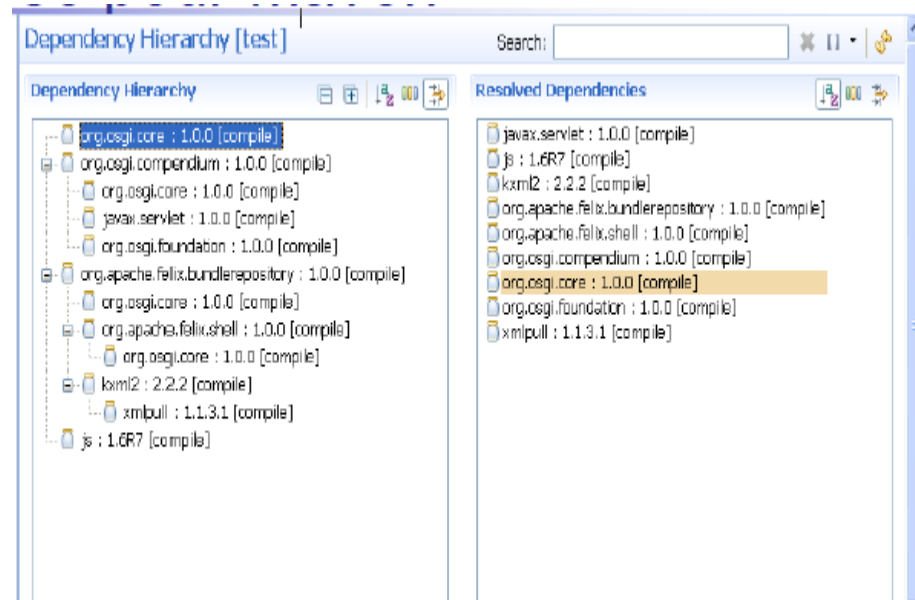 Dependency Hierarchy [test]
Search:
Dependency Hierarchy
org.osgi.core : 1.0.0 [compile]
org.osgi.compendium : 1.0.0 [compile]
org.osgi.core : 1.0.0 [compile]
javax.servlet : 1.0.0 [compile]
org.osgi.foundation : 1.0.0 [compile]
org.apache.felix.bundlerepository : 1.0.0 [compile]
org.osgi.core : 1.0.0 [compile]
org.apache.felix.shell : 1.0.0 [compile]
org.osgi.core : 1.0.0 [compile]
kxml2 : 2.2.2 [compile]
xmlpull : 1.1.3.1 [compile]
js : 1.6R7 [compile]
Resolved Dependencies
javax.servlet : 1.0.0 [compile]
js : 1.6R7 [compile]
kxml2 : 2.2.2 [compile]
org.apache.felix.bundlerepository : 1.0.0 [compile]
org.apache.felix.shell : 1.0.0 [compile]
org.osgi.compendium : 1.0.0 [compile]
org.osgi.core : 1.0.0 [compile]
org.osgi.foundation : 1.0.0 [compile]
xmlpull : 1.1.3.1 [compile]